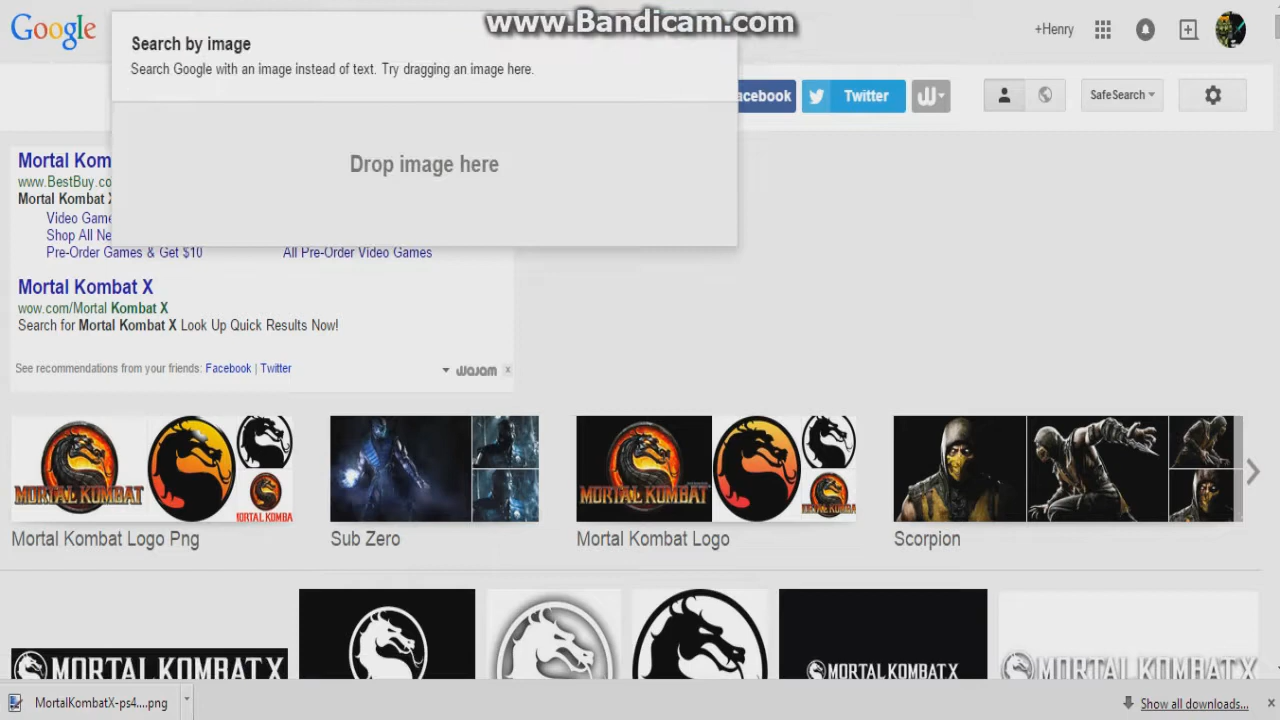 www.Bandicam.com
Google
Search by image
Search Google with an image instead of text. Try dragging an image here.
Drop image here
+Henry
acebook
Twitter
SafeSearch
Mortal Kom
www.BestBuy.co
Mortal Kombat X
Video Game
Shop All Ne
Pre-Order Games & Get $10
All Pre-Order Video Games
Mortal Kombat X
wow.com/Mortal Kombat X
Search for Mortal Kombat X Look Up Quick Results Now!
See recommendations from your friends: Facebook | Twitter
wajam x
MORTAL KOMBAT
MORTAL KOMBAT
MORTAL KOMBAT
Mortal Kombat Logo Png
Sub Zero
Mortal Kombat Logo
Scorpion
MORTAL KOMBAT X
MORTAL KOMBAT X
MORTAL KOMBAT X
MortalKombatX-ps4....png
Show all downloads...